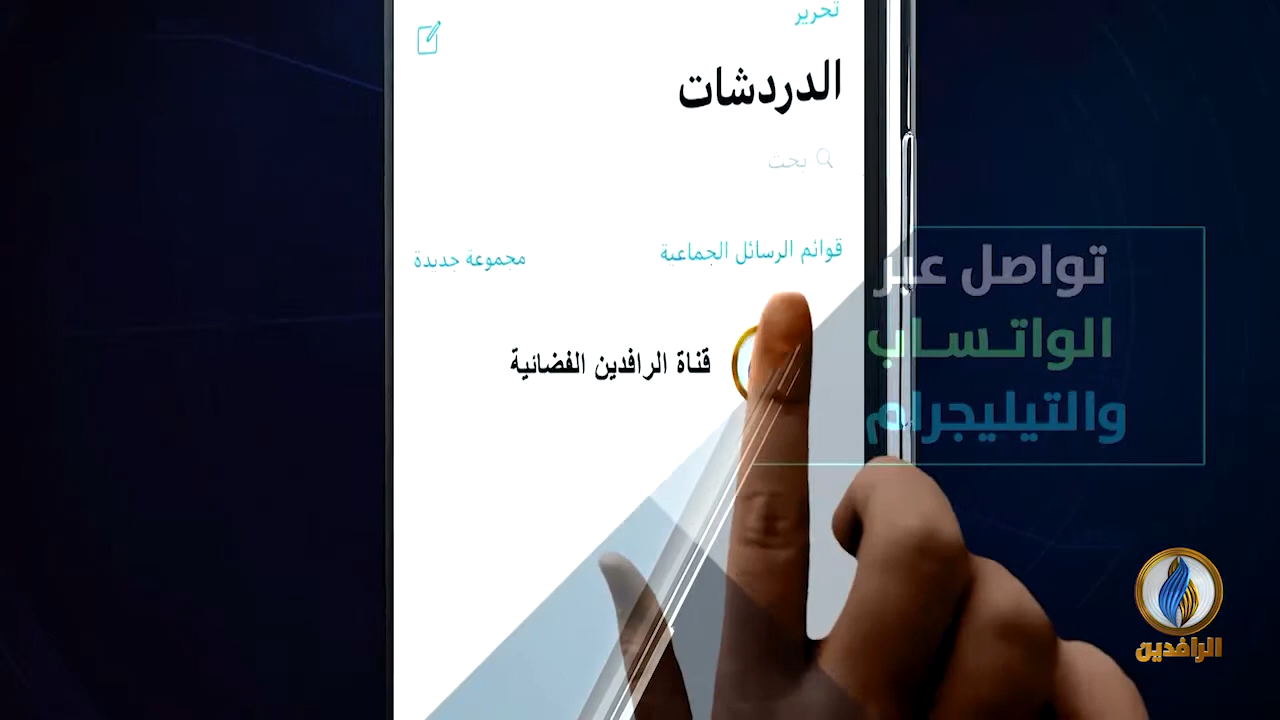 تحرير
الدردشات
بحث
قوائم الرسائل الجماعية
مجموعة جديدة
قناة الرافدين الفضائية
تواصل عبر
الواتساب
والتيليجرام
الرافدين